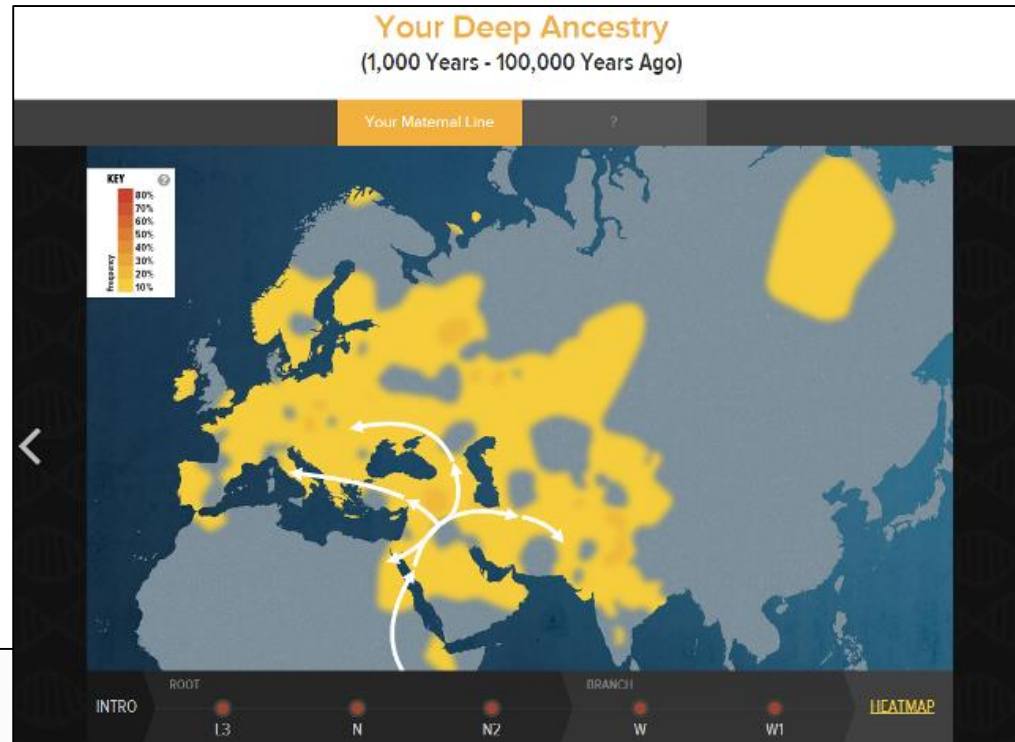 Your Deep Ancestry
(1,000 Years - 100,000 Years Ago)
Your Maternal Line
?
KEY
?
80%
70%
60%
50%
40%
30%
20%
10%
Frequency
ROOT
BRANCH
INTRO
L3
N
N2
W
W1
HEATMAP